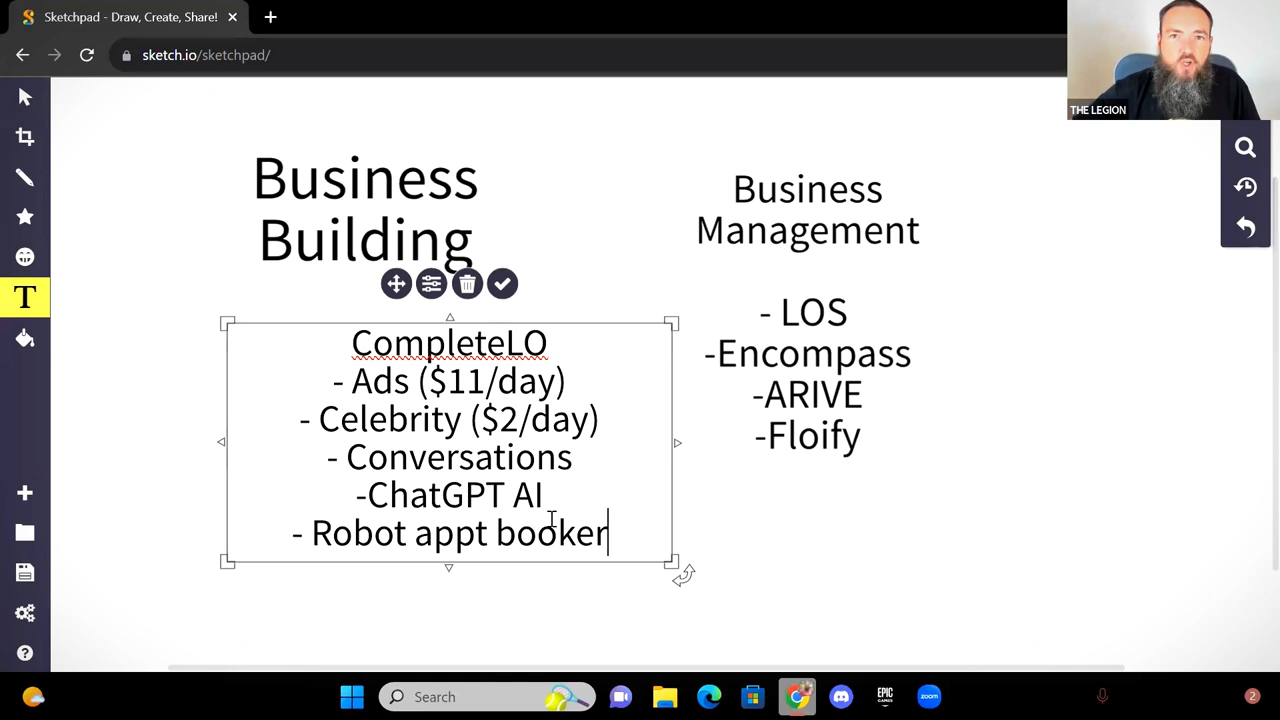 Sketchpad - Draw, Create, Share!
sketch.io/sketchpad/
THE LEGION
Business
Building
CompleteLO
- Ads ($11/day)
- Celebrity ($2/day)
- Conversations
-ChatGPT AI
- Robot appt booker
Business
Management
- LOS
-Encompass
-ARIVE
-Floify
T
Search
EPIC
GAMES
zoom
2